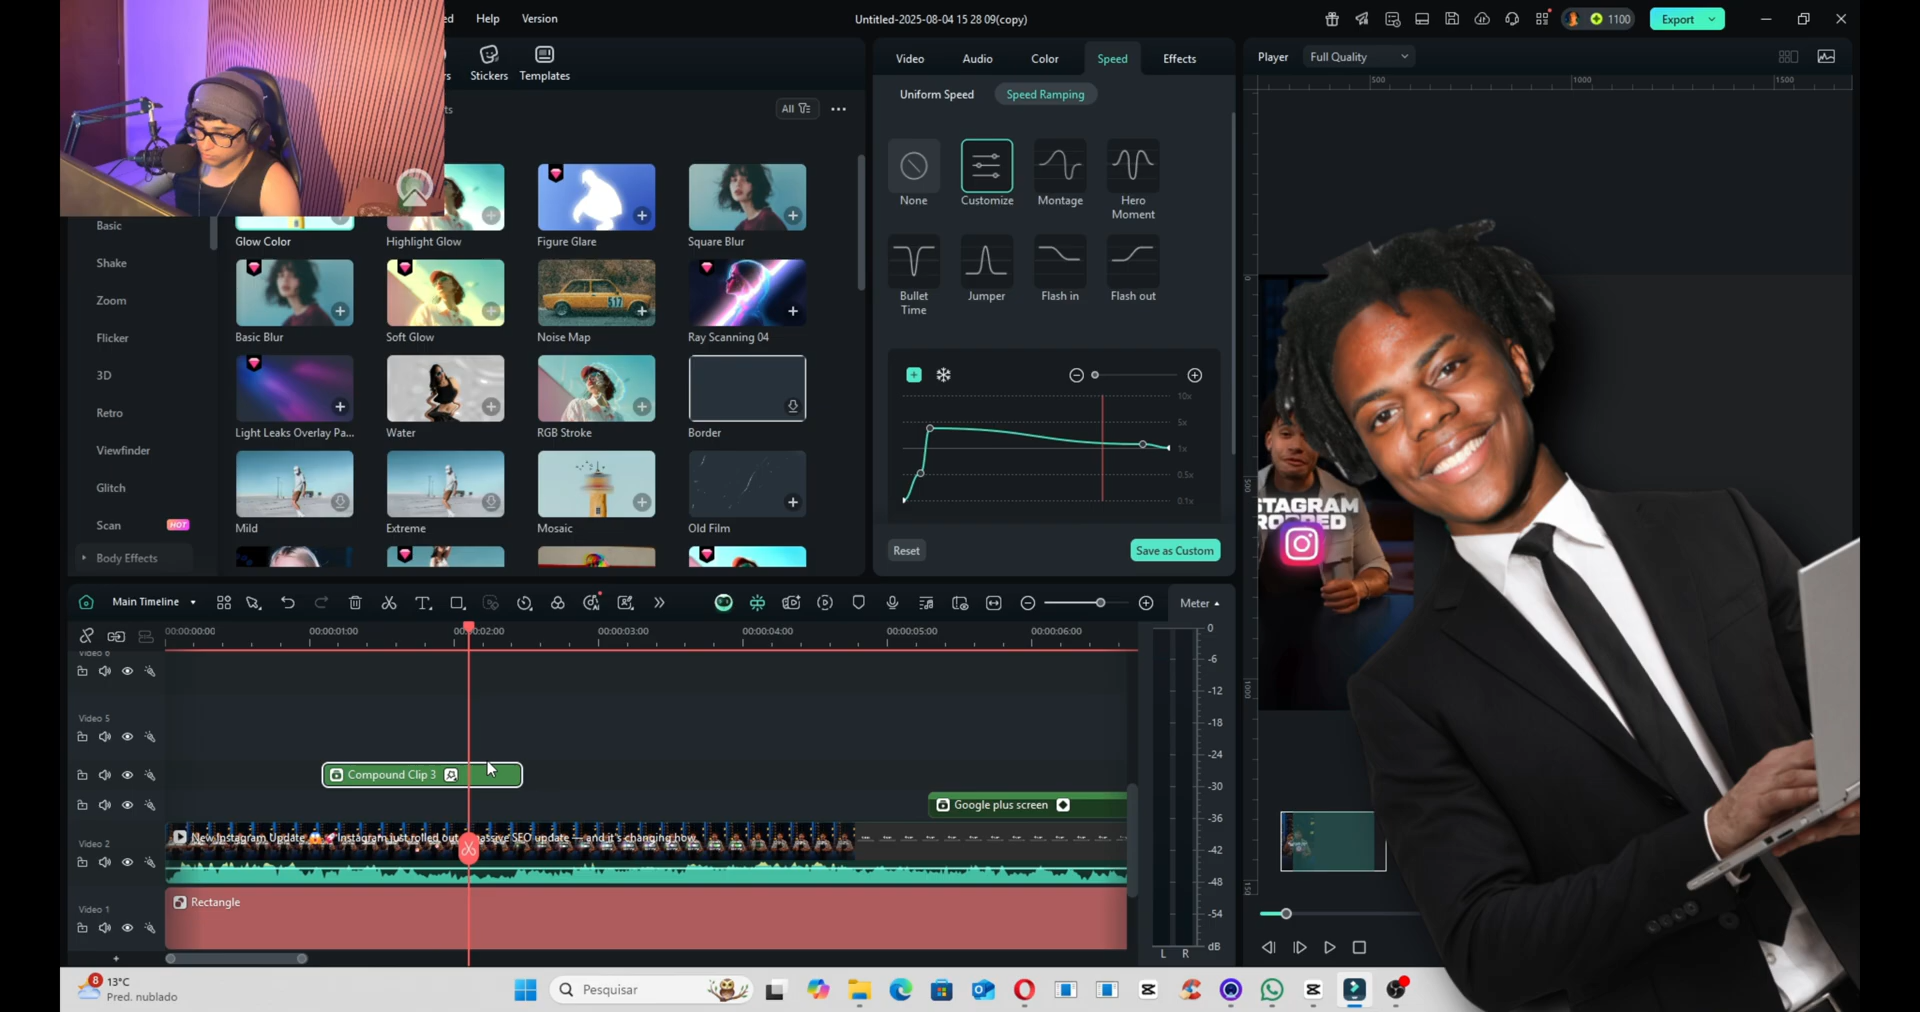 Help
Version
Untitled-2025-08-04 15 28 09(copy)
1100
Export
Stickers
Templates
Video
Audio
Color
Speed
Effects
Player
Full Quality
500
1000
1500
Uniform Speed
Speed Ramping
All
None
Customize
Montage
Hero
Moment
Bullet
Time
Jumper
Flash in
Flash out
10x
5x
1x
0.5x
0.1x
Reset
Save as Custom
Basic
Shake
Zoom
Flicker
3D
Retro
Viewfinder
Glitch
Scan
HOT
Body Effects
Glow Color
Highlight Glow
Figure Glare
Square Blur
Basic Blur
Soft Glow
Noise Map
517
Ray Scanning 04
Light Leaks Overlay Pa...
Water
RGB Stroke
Border
Mild
Extreme
Mosaic
Old Film
STAGRAM
Main Timeline
Meter
00:00:00:00
00:00:01:00
00:00:02:00
00:00:03:00
00:00:04:00
00:00:05:00
00:00:06:00
Video 6
Video 5
Compound Clip 3
Google plus screen
Video 2
New Instagram Update
Instagram just rolled out
massive SEO update — and it's changing how
Video 1
Rectangle
0
-6
-12
-18
-24
-30
-36
-42
-48
-54
dB
L R
8
13°C
Pred. nublado
Pesquisar